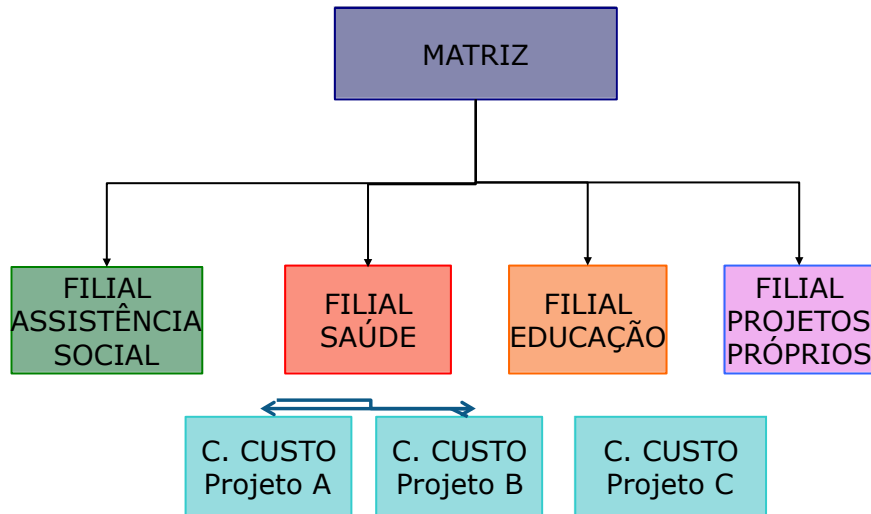 MATRIZ
FILIAL
ASSISTÊNCIA
SOCIAL
FILIAL
SAÚDE
FILIAL
EDUCAÇÃO
FILIAL
PROJETOS
PRÓPRIOS
C. CUSTO
Projeto A
C. CUSTO
Projeto B
C. CUSTO
Projeto C